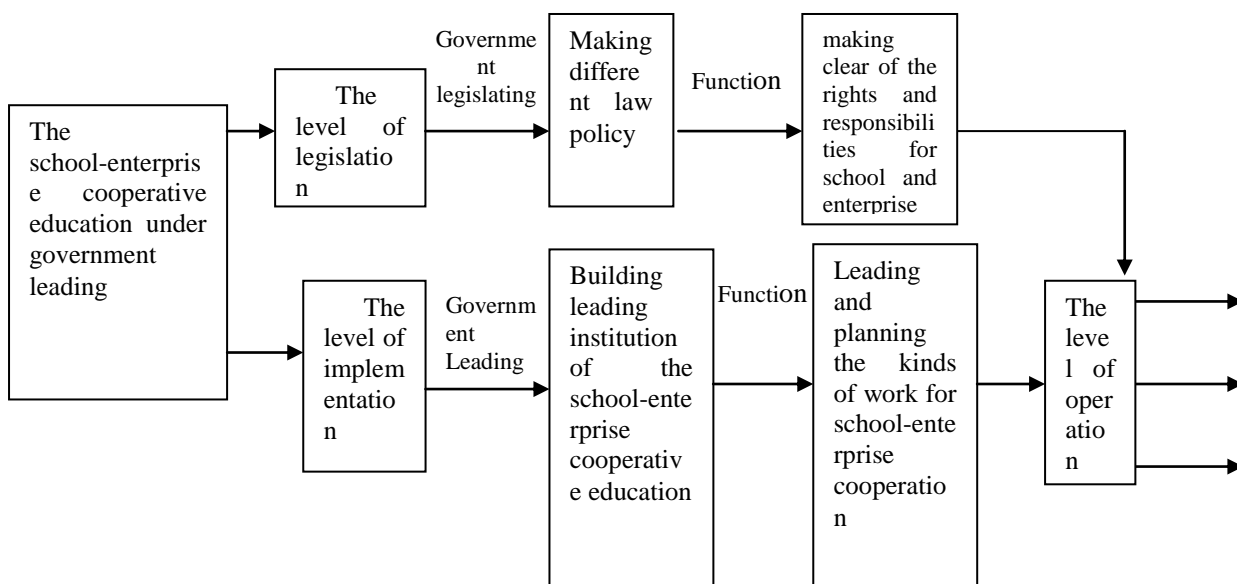 The
school-enterpris
e cooperative
education under
government
leading
The
level of
legislatio
n
Governme
nt
legislating
Making
differe
nt law
policy
Function
making
clear of the
rights and
responsibili
ties for
school and
enterprise
The
level of
implem
entatio
n
Governm
ent
Leading
Building
leading
institution
of the
school-ente
rprise
cooperativ
e education
Function
Leading
and
planning
the kinds
of work for
school-ente
rprise
cooperatio
n
The
leve
l of
oper
atio
n